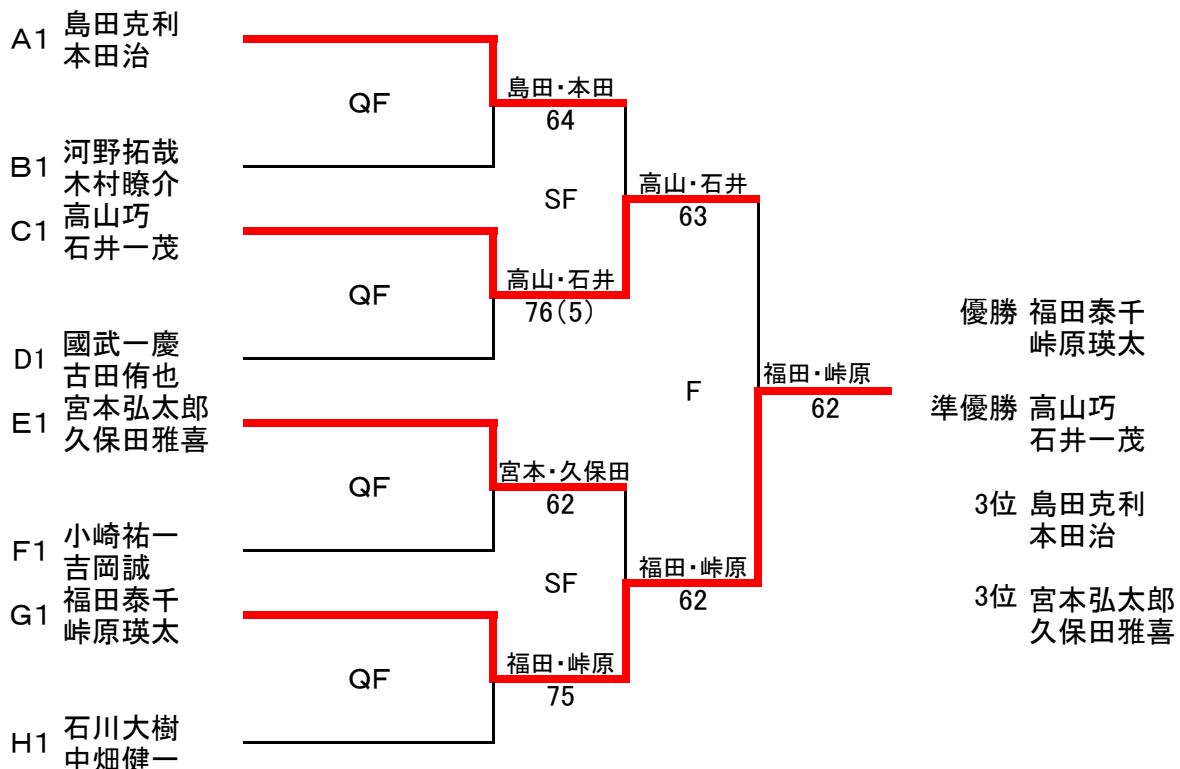 A1 島田克利
本田治
QF
島田・本田
64
B1 河野拓哉
木村瞭介
SF
高山・石井
63
C1 高山巧
石井一茂
QF
高山・石井
76(5)
D1 國武一慶
古田侑也
F
福田・峠原
62
E1 宮本弘太郎
久保田雅喜
QF
宮本・久保田
62
F1 小崎祐一
吉岡誠
SF
福田・峠原
62
G1 福田泰千
峠原瑛太
QF
福田・峠原
75
H1 石川大樹
中畑健一
優勝 福田泰千
峠原瑛太
準優勝 高山巧
石井一茂
3位 島田克利
本田治
3位 宮本弘太郎
久保田雅喜